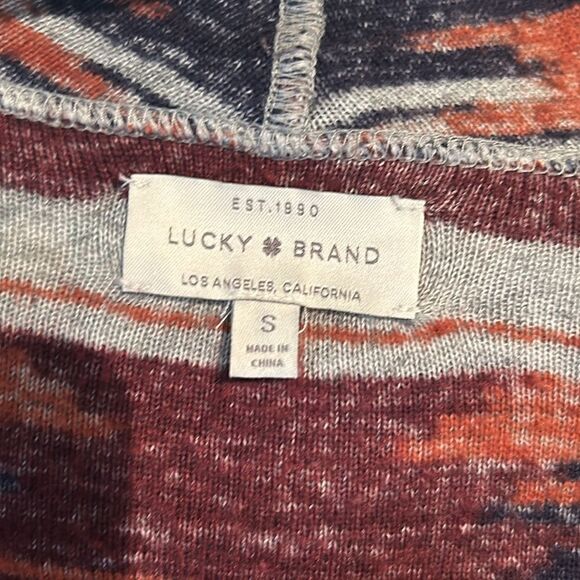 EST.1990
LUCKY BRAND
LOS ANGELES, CALIFORNIA
S
MADE IN
CHINA